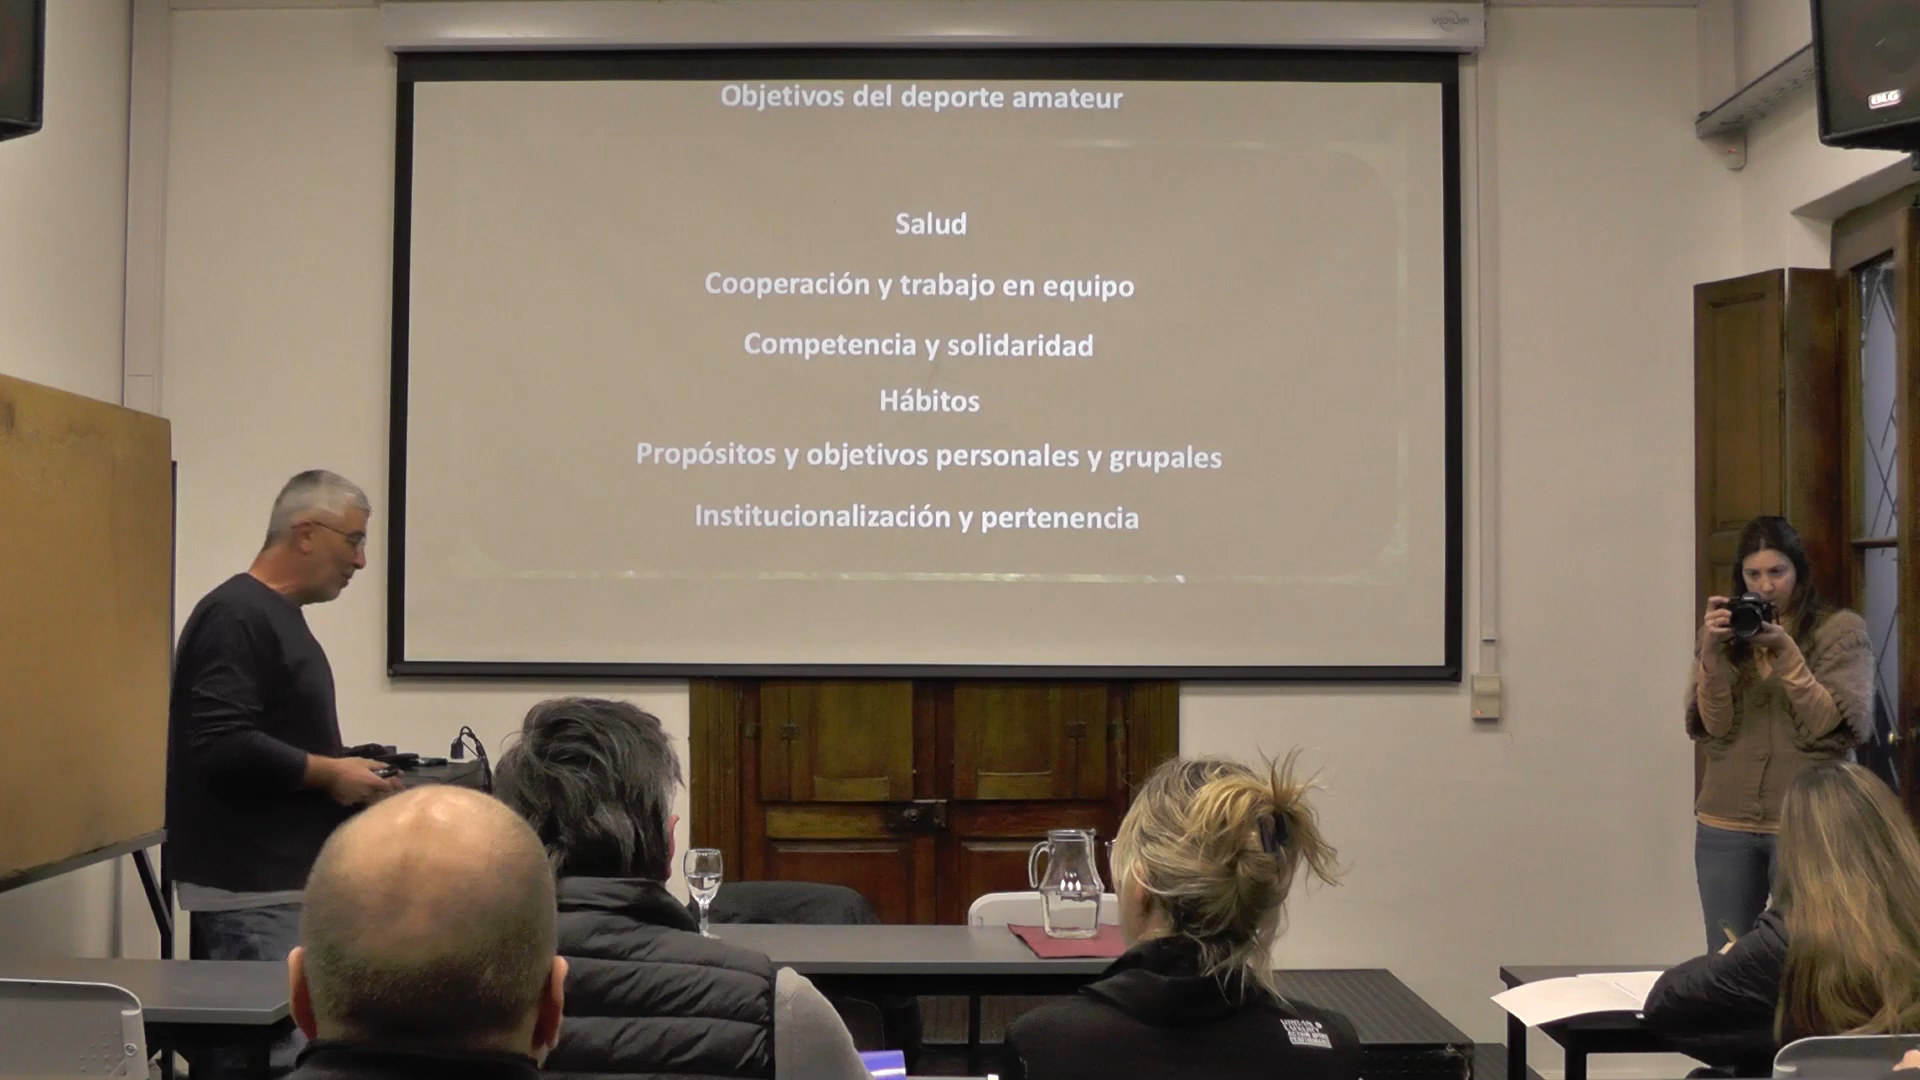 Objetivos del deporte amateur
Salud
Cooperación y trabajo en equipo
Competencia y solidaridad
Hábitos
Propósitos y objetivos personales y grupales
Institucionalización y pertenencia